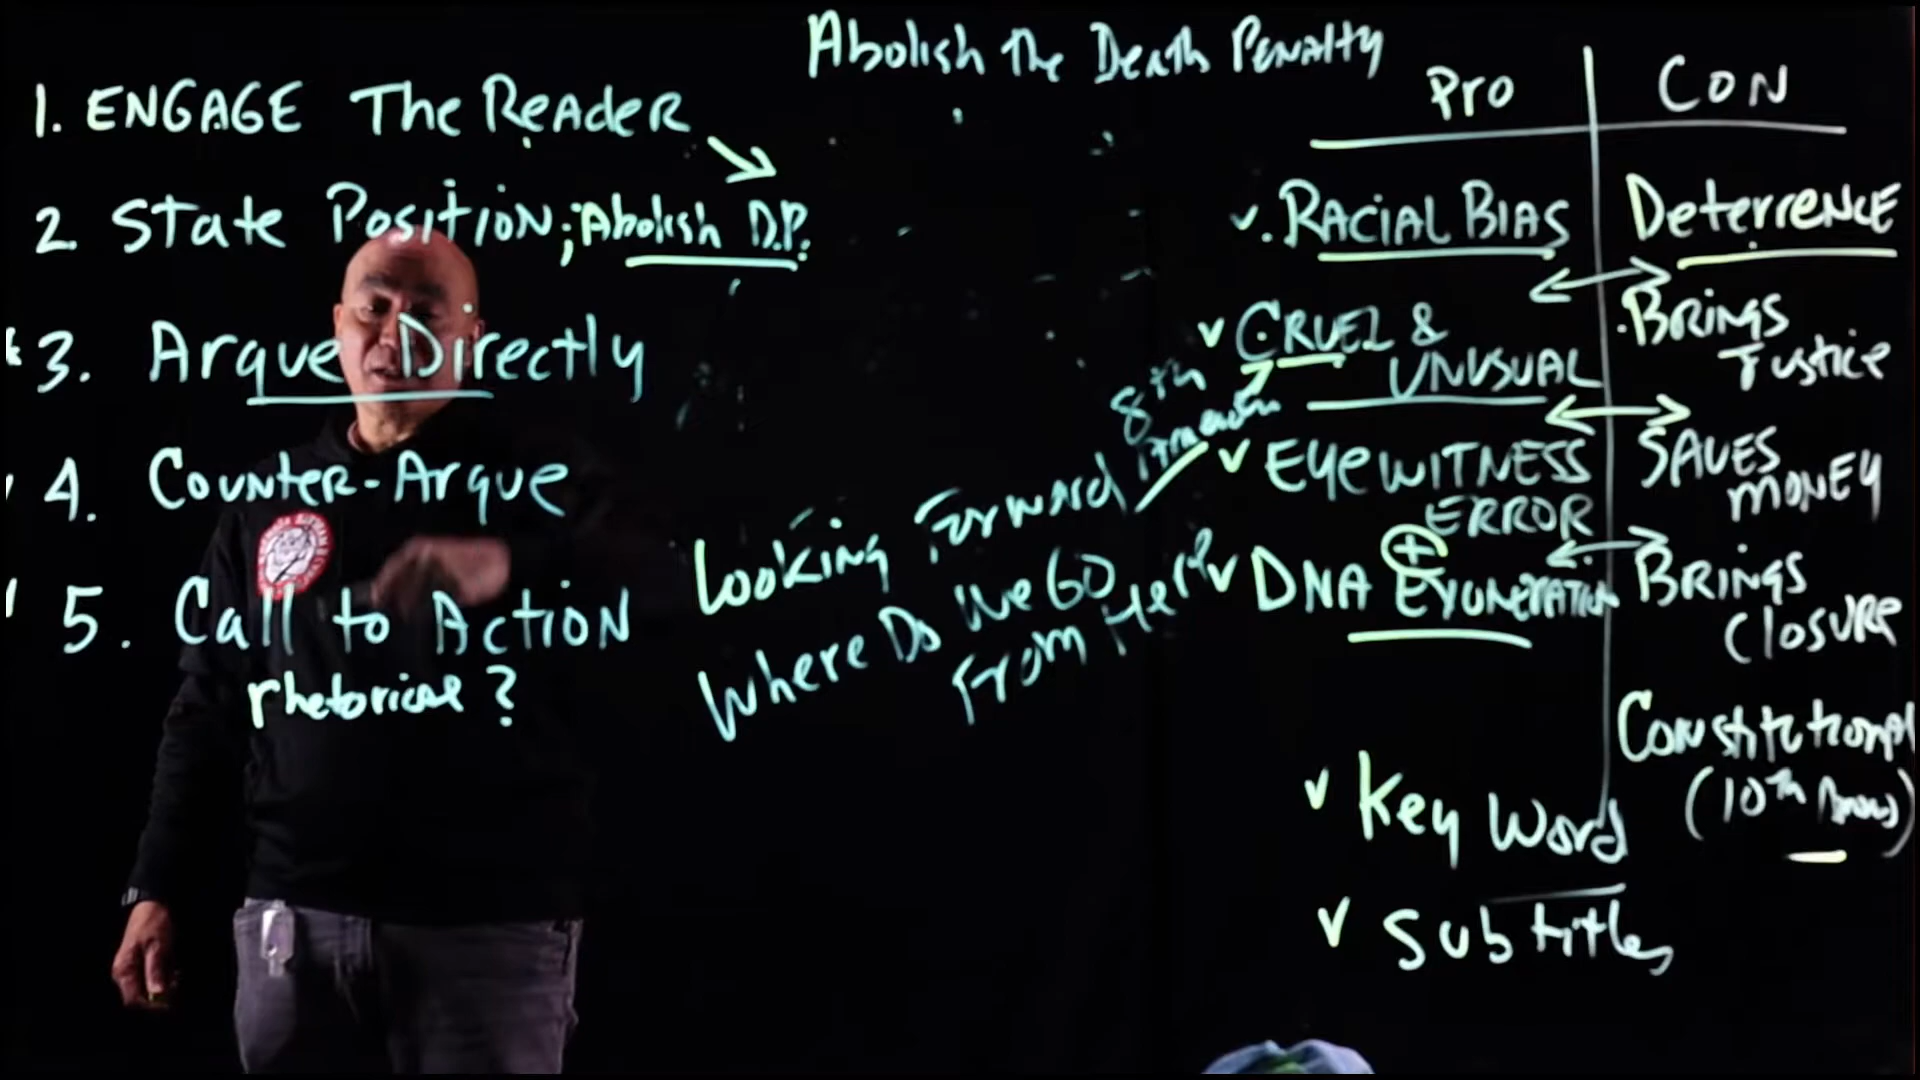 Abolish The Death Penalty
1. ENGAGE The Reader
2. State Position; Abolish D.P.
3. Argue Directly
4. Counter-Argue
5. Call to Action
rhetorical?
Looking Forward
Where Do We GO
From Here
Pro
RACIAL BIAS
8th
CRUEL &
UNUSUAL
EYEWITNESS
ERROR
DNA + EXONERATION
Key Word
Subtitles
CON
DeterrENCE
BRINGS
Justice
SAVES
MONEY
BRINGS
CLOSURE
Constitutional
(10th